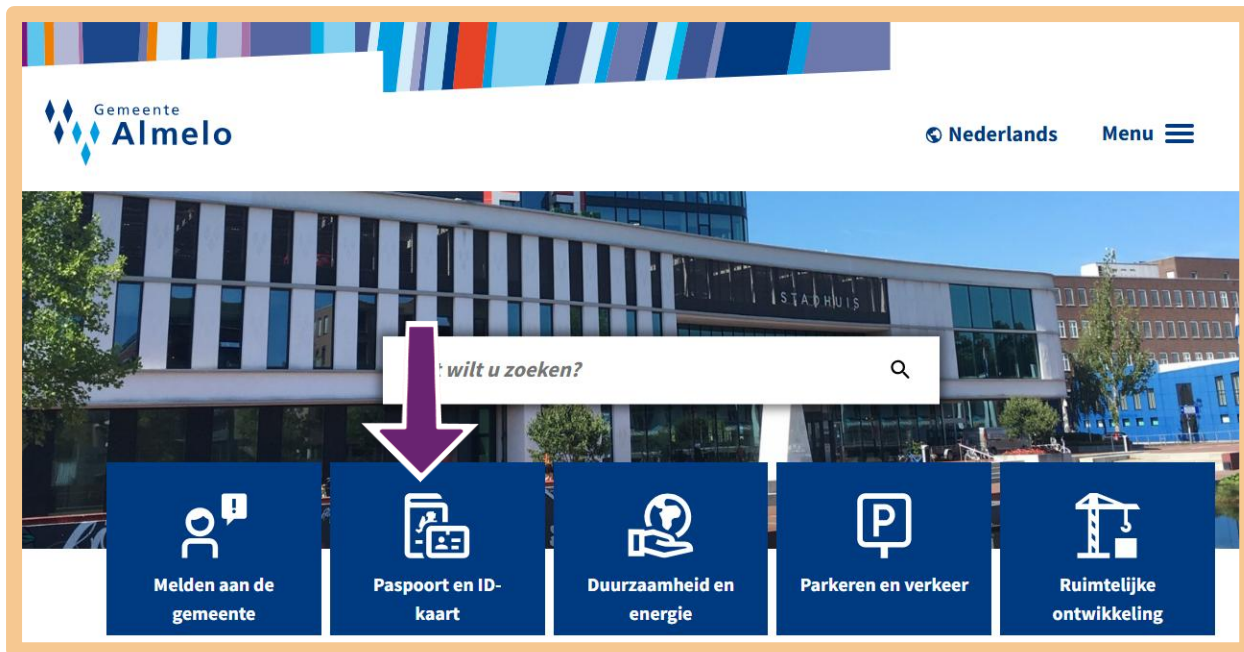 Gemeente
Almelo
Nederlands
Menu
STADHUIS
wilt u zoeken?
Melden aan de
gemeente
Paspoort en ID-
kaart
Duurzaamheid en
energie
P
Parkeren en verkeer
Ruimtelijke
ontwikkeling